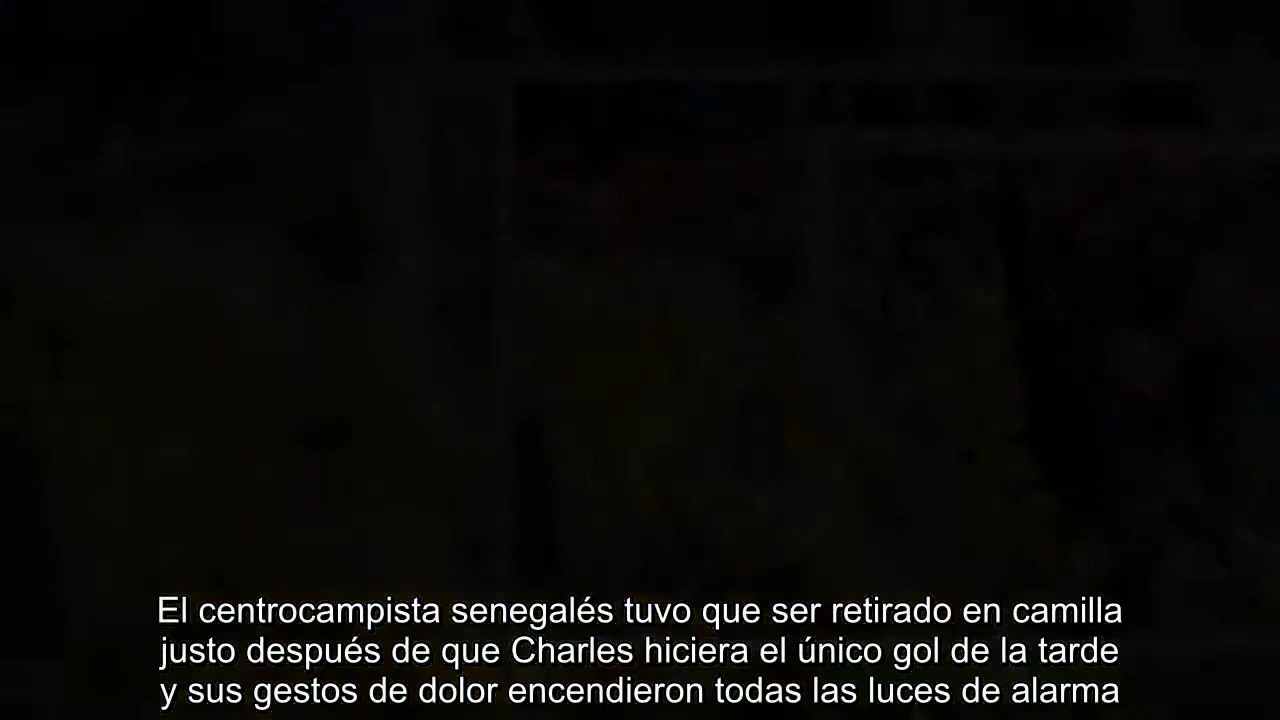 El centrocampista senegalés tuvo que ser retirado en camilla
justo después de que Charles hiciera el único gol de la tarde
y sus gestos de dolor encendieron todas las luces de alarma